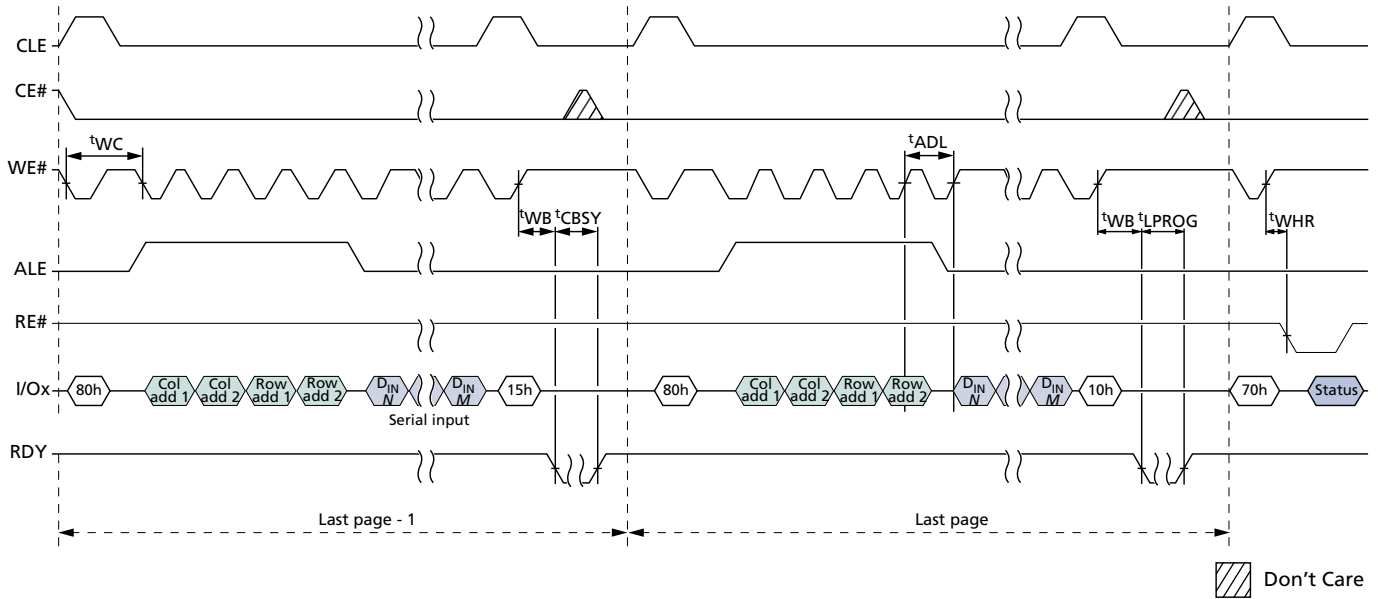 CLE
CE#
tWC
tADL
WE#
tWB tCBSY
tWB tLPROG
tWHR
ALE
RE#
I/Ox
80h
Col add 1
Col add 2
Row add 1
Row add 2
DIN N
DIN M
15h
80h
Col add 1
Col add 2
Row add 1
Row add 2
DIN N
DIN M
10h
70h
Status
Serial input
RDY
Last page - 1
Last page
Don't Care